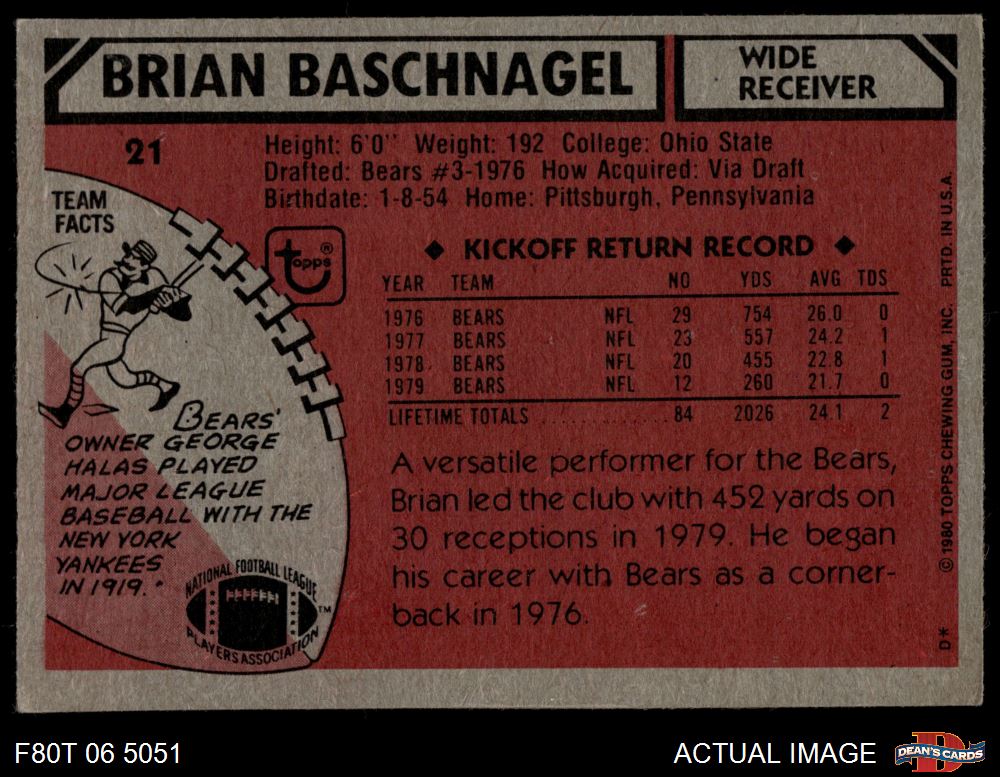 BRIAN BASCHNAGEL
WIDE
RECEIVER
21
Height: 6'0" Weight: 192 College: Ohio State
Drafted: Bears #3-1976 How Acquired: Via Draft
Birthdate: 1-8-54 Home: Pittsburgh, Pennsylvania
TEAM
FACTS
topps ®
◆ KICKOFF RETURN RECORD ◆
YEAR TEAM NO YDS AVG TDS
1976 BEARS NFL 29 754 26.0 0
1977 BEARS NFL 23 557 24.2 1
1978 BEARS NFL 20 455 22.8 1
1979 BEARS NFL 12 260 21.7 0
LIFETIME TOTALS ............ 84 2026 24.1 2
BEARS'
OWNER GEORGE
HALAS PLAYED
MAJOR LEAGUE
BASEBALL WITH THE
NEW YORK
YANKEES
IN 1919.
NATIONAL FOOTBALL LEAGUE
PLAYERS ASSOCIATION
TM
A versatile performer for the Bears,
Brian led the club with 452 yards on
30 receptions in 1979. He began
his career with Bears as a corner-
back in 1976.
D* © 1980 TOPPS CHEWING GUM, INC. PRTD. IN U.S.A.
F80T 06 5051
ACTUAL IMAGE
D
DEAN'S CARDS